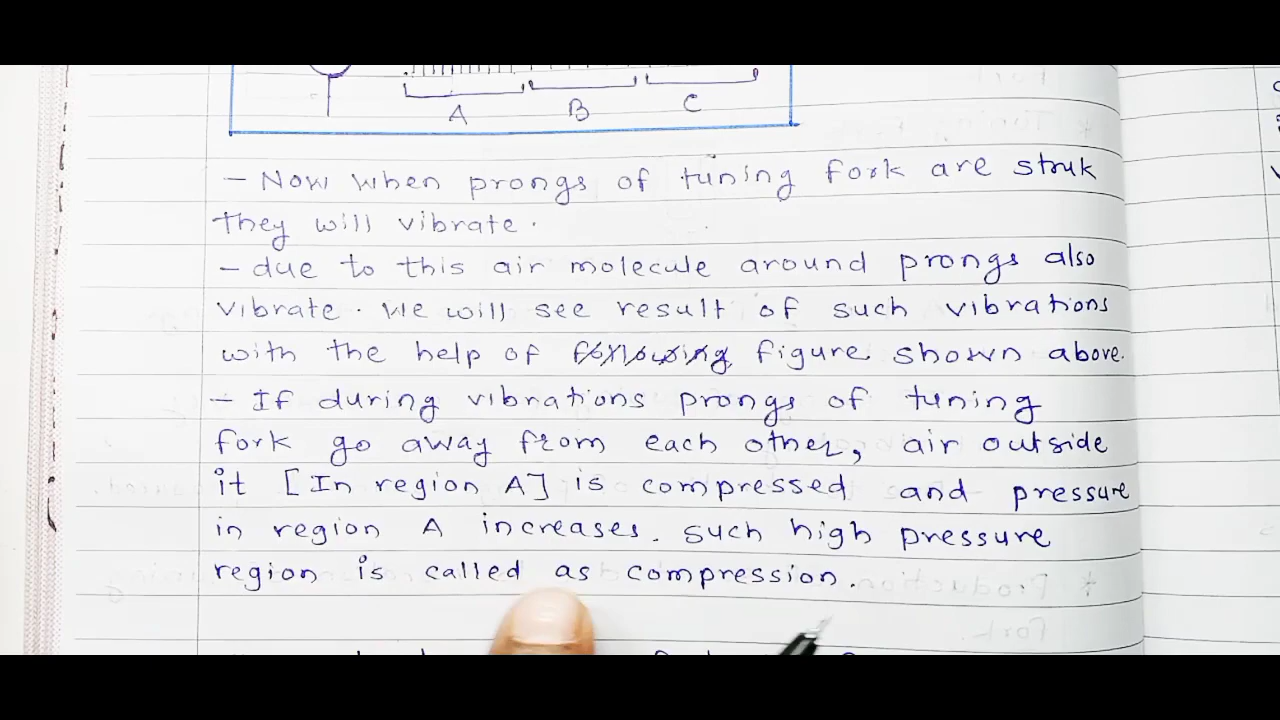 A B C
- Now when prongs of tuning fork are struk
They will vibrate.
- due to this air molecule around prongs also
vibrate. We will see result of such vibrations
with the help of following figure shown above.
- If during vibrations prongs of tuning
fork go away from each other, air outside
it [In region A] is compressed and pressure
in region A increases. such high pressure
region is called as compression.